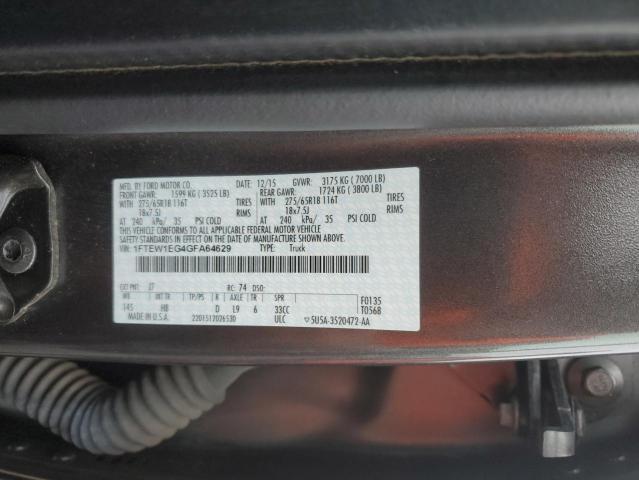 MFD. BY FORD MOTOR CO. DATE: 12/15 GVWR: 3175 KG ( 7000 LB)
FRONT GAWR: 1599 KG ( 3525 LB) REAR GAWR: 1724 KG ( 3800 LB)
WITH 275/65R18 116T TIRES WITH 275/65R18 116T TIRES
18x7.5J RIMS 18x7.5J RIMS
AT 240 kPa/ 35 PSI COLD AT 240 kPa/ 35 PSI COLD
THIS VEHICLE CONFORMS TO ALL APPLICABLE FEDERAL MOTOR VEHICLE
SAFETY STANDARDS IN EFFECT ON THE DATE OF MANUFACTURE SHOWN ABOVE.
VIN: 1FTEW1EG4GFA64629 TYPE: Truck
EXT PNT: J7 RC: 74 DSO: F0135
WB INT TR TP/PS R AXLE TR SPR T0568
145 HB D L9 6 33CC
MADE IN U.S.A. 2201512026530 ULC 5U5A-3520472-AA